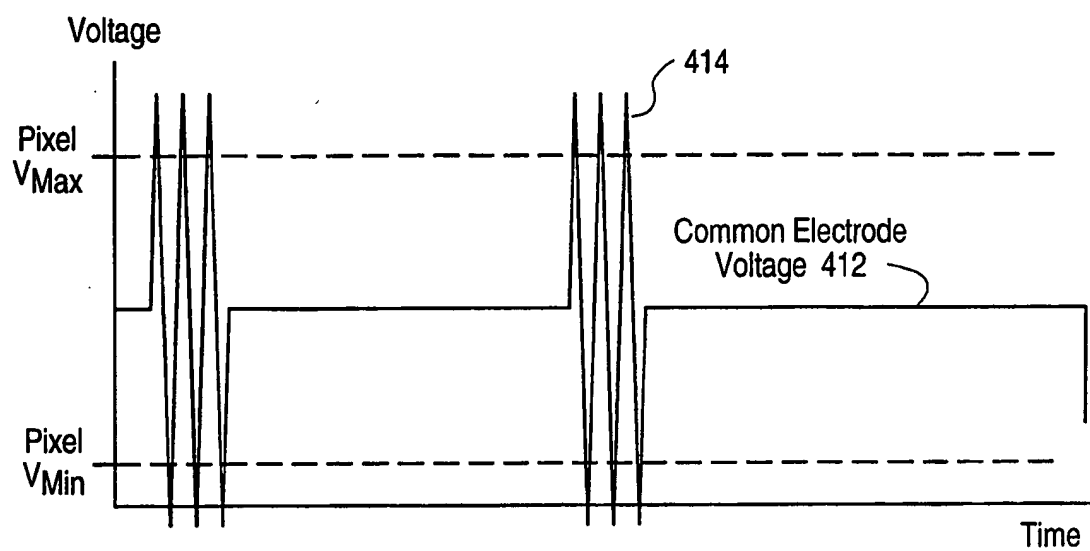 Voltage
414
Pixel
VMax
Common Electrode
Voltage 412
Pixel
VMin
Time